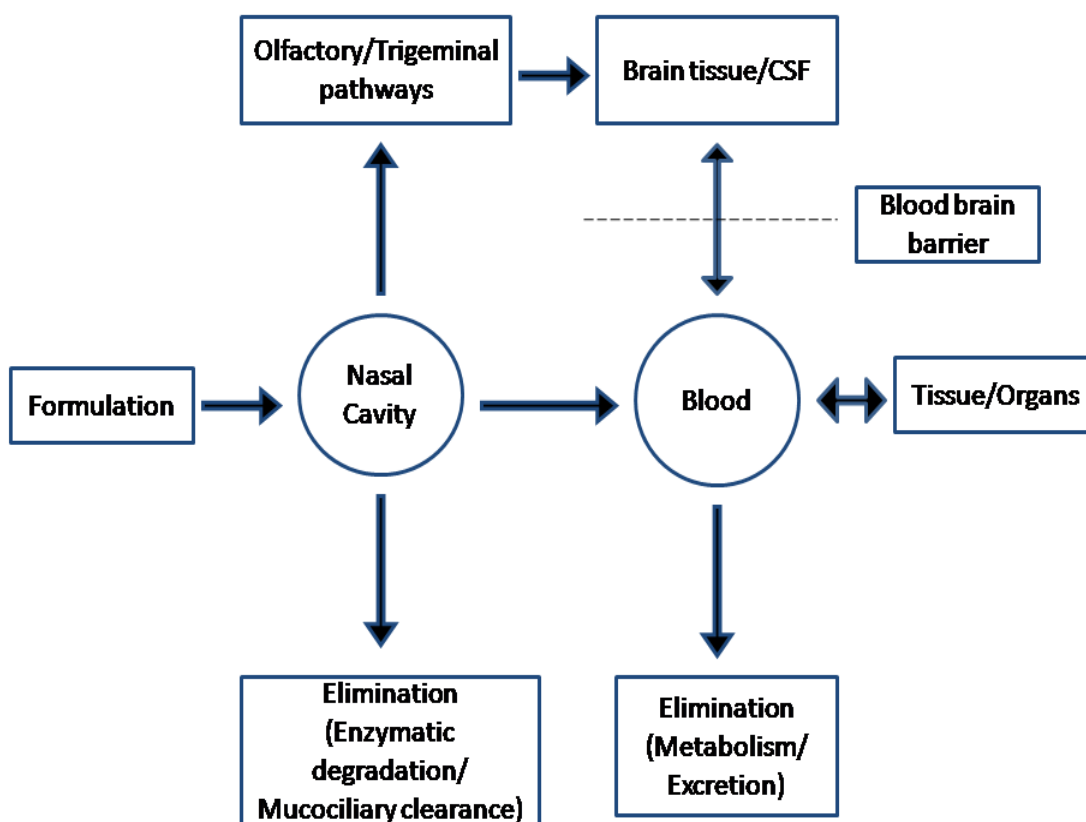 Olfactory/Trigeminal
pathways
Brain tissue/CSF
Blood brain
barrier
Formulation
Nasal
Cavity
Blood
Tissue/Organs
Elimination
(Enzymatic
degradation/
Mucociliary clearance)
Elimination
(Metabolism/
Excretion)